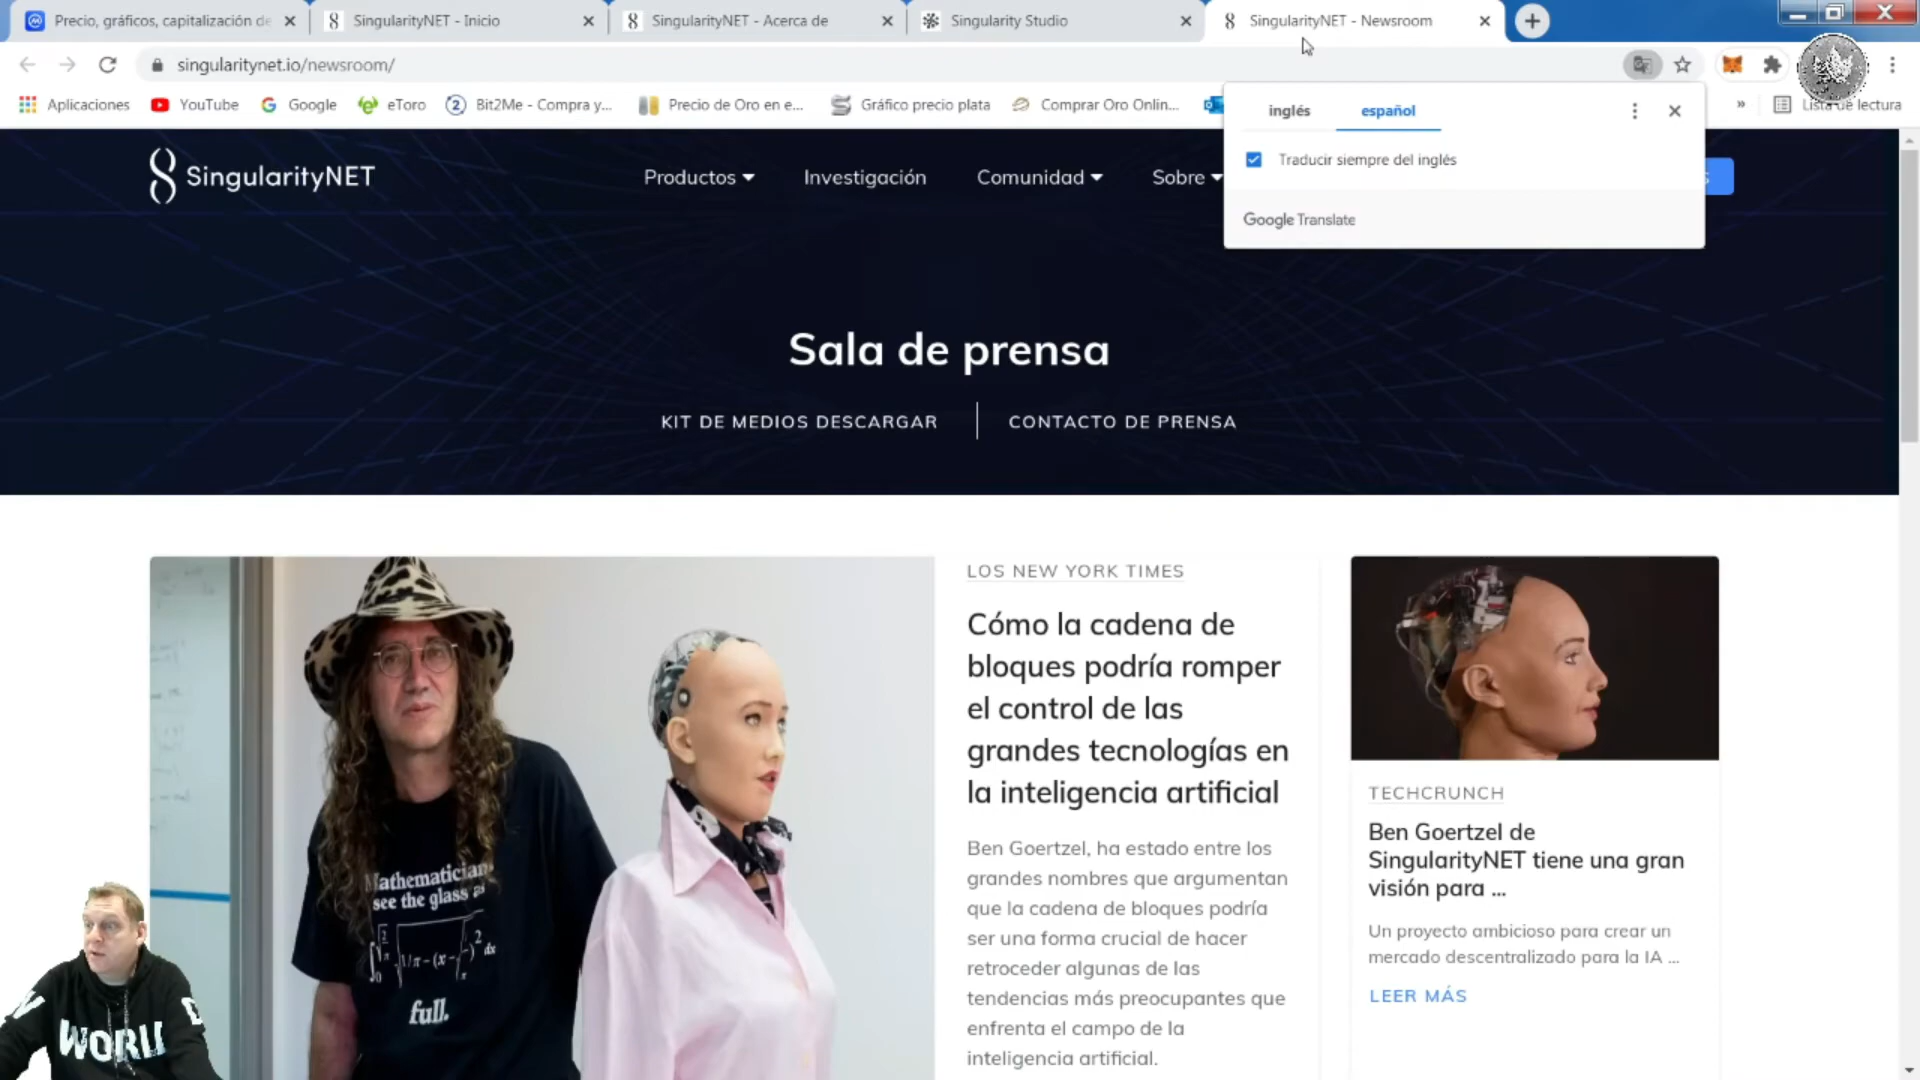 Precio, gráficos, capitalización de
SingularityNET - Inicio
SingularityNET - Acerca de
Singularity Studio
SingularityNET - Newsroom
singularitynet.io/newsroom/
Aplicaciones
YouTube
Google
eToro
Bit2Me - Compra y...
Precio de Oro en e...
Gráfico precio plata
Comprar Oro Onlin...
»
Lista de lectura
inglés
español
Traducir siempre del inglés
Google Translate
SingularityNET
Productos
Investigación
Comunidad
Sobre
Sala de prensa
KIT DE MEDIOS DESCARGAR
CONTACTO DE PRENSA
LOS NEW YORK TIMES
Cómo la cadena de
bloques podría romper
el control de las
grandes tecnologías en
la inteligencia artificial
Ben Goertzel, ha estado entre los
grandes nombres que argumentan
que la cadena de bloques podría
ser una forma crucial de hacer
retroceder algunas de las
tendencias más preocupantes que
enfrenta el campo de la
inteligencia artificial.
TECHCRUNCH
Ben Goertzel de
SingularityNET tiene una gran
visión para ...
Un proyecto ambicioso para crear un
mercado descentralizado para la IA ...
LEER MÁS
Mathematicians
see the glass as
full.
WORLD